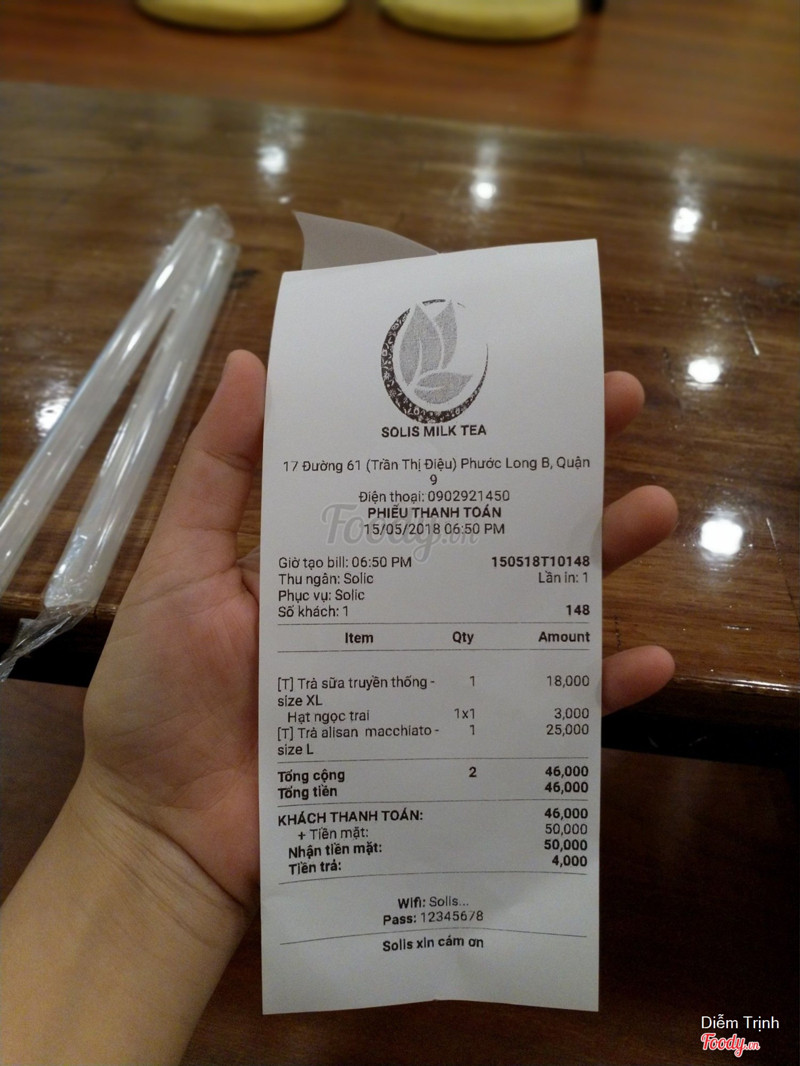 SOLIS MILK TEA
17 Đường 61 (Trần Thị Điệu) Phước Long B, Quận
9
Điện thoại: 0902921450
PHIẾU THANH TOÁN
Foody.vn
15/05/2018 06:50 PM
Giờ tạo bill: 06:50 PM 150518T10148
Thu ngân: Solic Lần in: 1
Phục vụ: Solic
Số khách: 1 148
Item Qty Amount
[T] Trà sữa truyền thống - 1 18,000
size XL
Hạt ngọc trai 1x1 3,000
[T] Trà alisan macchiato - 1 25,000
size L
Tổng cộng 2 46,000
Tổng tiền 46,000
KHÁCH THANH TOÁN: 46,000
+ Tiền mặt: 50,000
Nhận tiền mặt: 50,000
Tiền trả: 4,000
Wifi: Solis...
Pass: 12345678
Solis xin cám ơn
Diễm Trịnh
Foody.vn